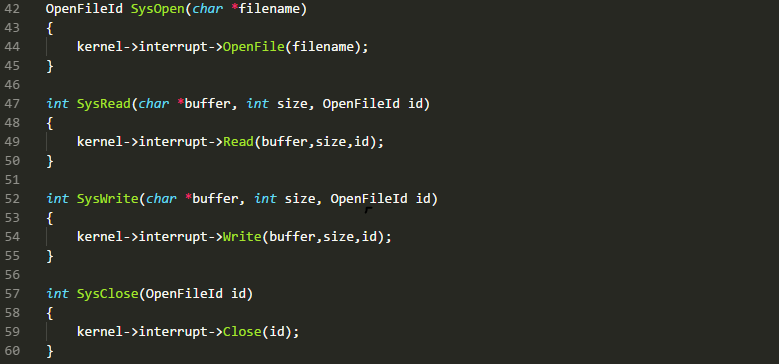 42 OpenFileId SysOpen(char *filename)
43 {
44     kernel->interrupt->OpenFile(filename);
45 }
46
47 int SysRead(char *buffer, int size, OpenFileId id)
48 {
49     kernel->interrupt->Read(buffer,size,id);
50 }
51
52 int SysWrite(char *buffer, int size, OpenFileId id)
53 {
54     kernel->interrupt->Write(buffer,size,id);
55 }
56
57 int SysClose(OpenFileId id)
58 {
59     kernel->interrupt->Close(id);
60 }